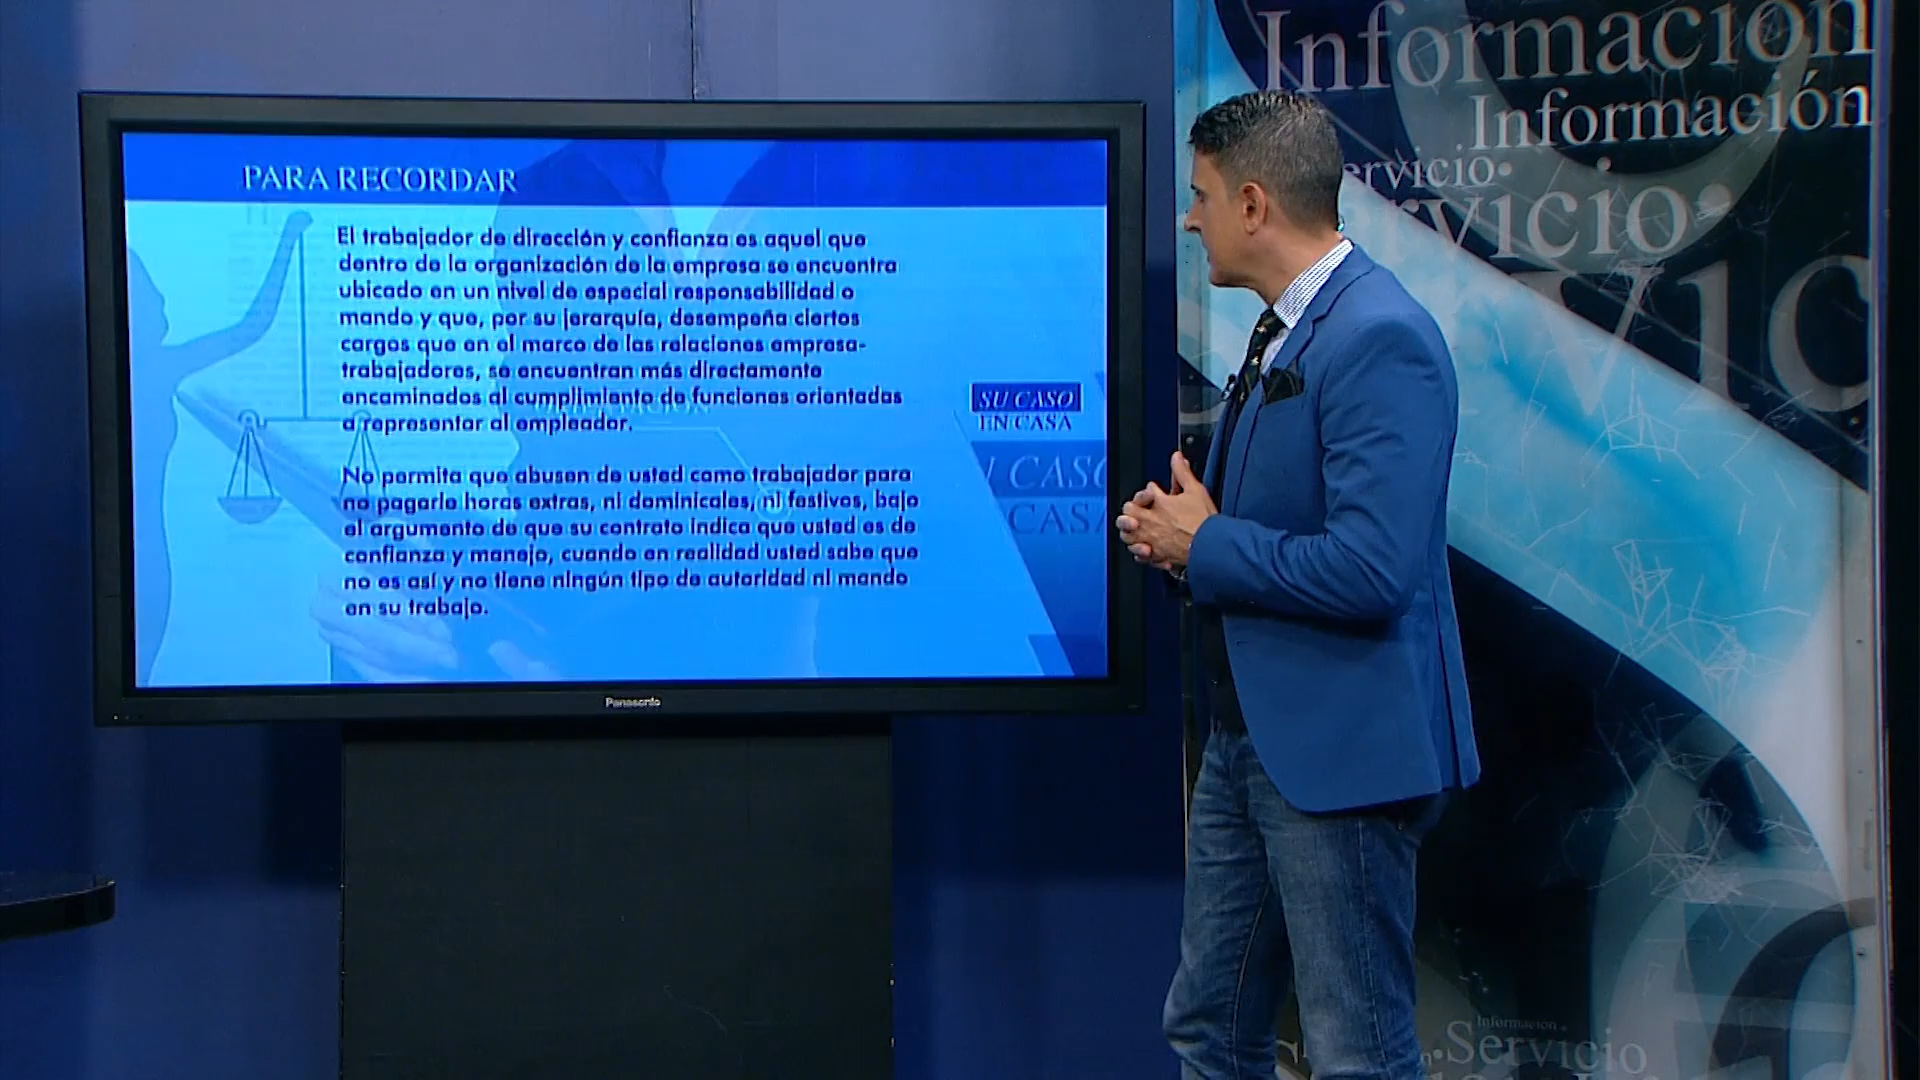 PARA RECORDAR
El trabajador de dirección y confianza es aquel que
dentro de la organización de la empresa se encuentra
ubicado en un nivel de especial responsabilidad o
mando y que, por su jerarquía, desempeña ciertos
cargos que en el marco de las relaciones empresa-
trabajadores, se encuentran más directamente
encaminados al cumplimiento de funciones orientadas
a representar al empleador.
No permita que abusen de usted como trabajador para
no pagarle horas extras, ni dominicales, ni festivos, bajo
el argumento de que su contrato indica que usted es de
confianza y manejo, cuando en realidad usted sabe que
no es así y no tiene ningún tipo de autoridad ni mando
en su trabajo.
SU CASO
EN CASA
U CASO
CASA
Panasonic
Información
Información
ervicio
ervicio
vic
Información
Servicio